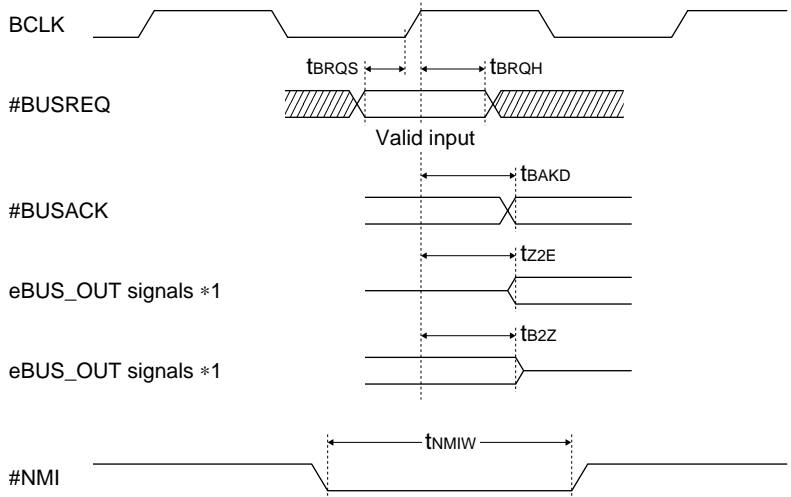 BCLK
tBRQS
tBRQH
#BUSREQ
Valid input
tBAKD
#BUSACK
tZ2E
eBUS_OUT signals ∗1
tB2Z
eBUS_OUT signals ∗1
tNMIW
#NMI